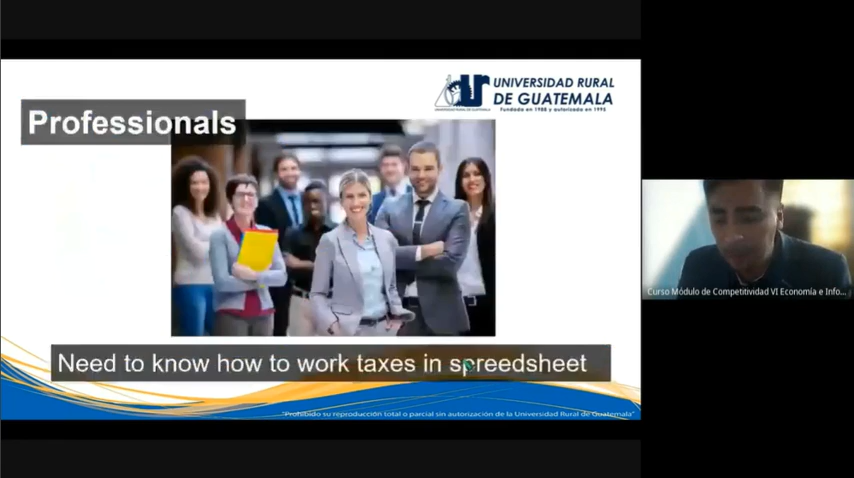 UNIVERSIDAD RURAL
DE GUATEMALA
Fundada en 1988 y autorizada en 1995
Professionals
Need to know how to work taxes in spreedsheet
"Prohibido su reproducción total o parcial sin autorización de la Universidad Rural de Guatemala"
Curso Módulo de Competitividad VI Economía e Info...